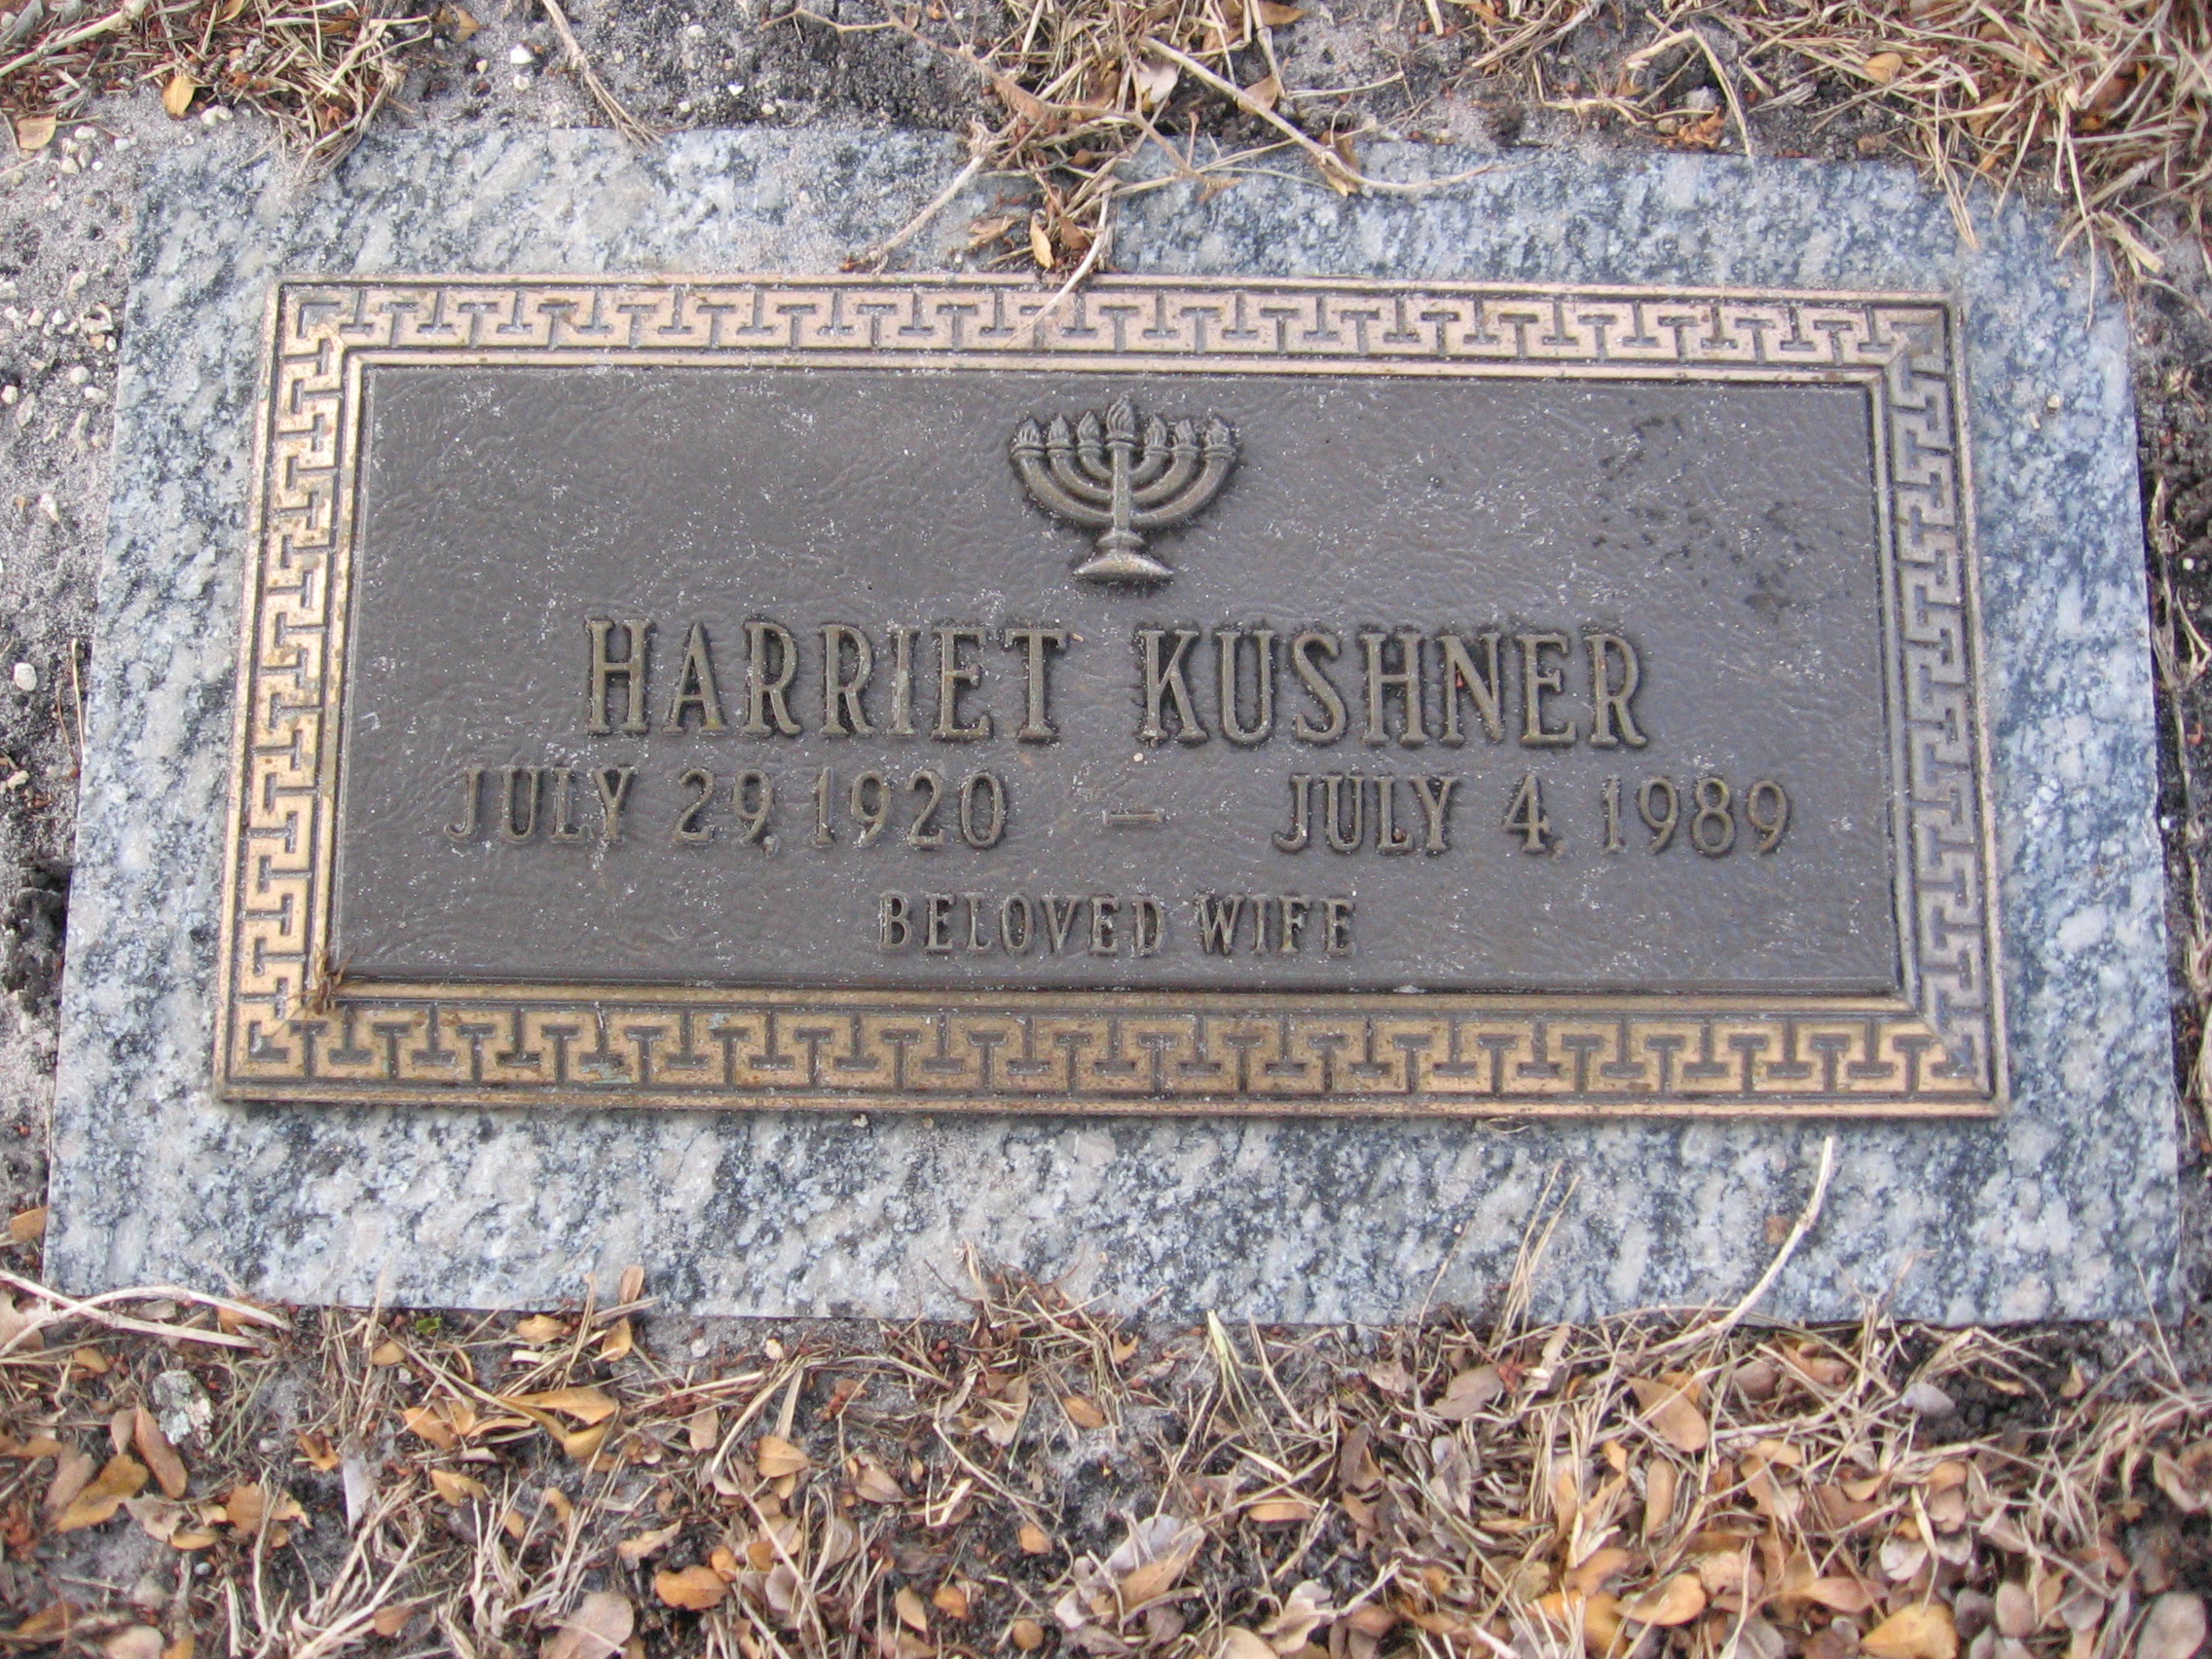 HARRIET KUSHNER
JULY 29, 1920 – JULY 4, 1989
BELOVED WIFE